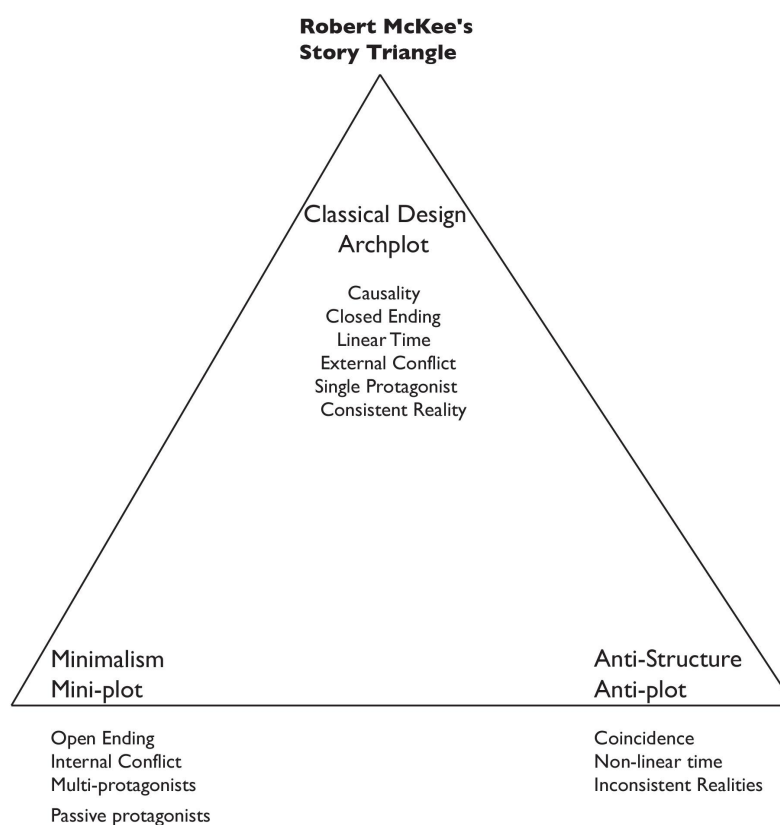 Robert McKee's
Story Triangle
Classical Design
Archplot
Causality
Closed Ending
Linear Time
External Conflict
Single Protagonist
Consistent Reality
Minimalism
Mini-plot
Open Ending
Internal Conflict
Multi-protagonists
Passive protagonists
Anti-Structure
Anti-plot
Coincidence
Non-linear time
Inconsistent Realities